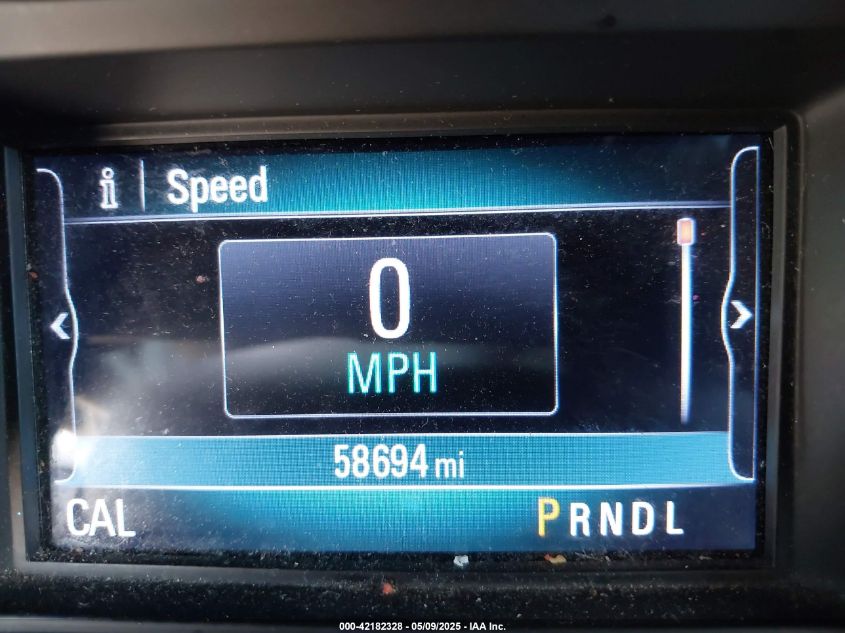 i Speed
0
MPH
58694 mi
CAL PRNDL
000-42182328 - 05/09/2025 - IAA Inc.